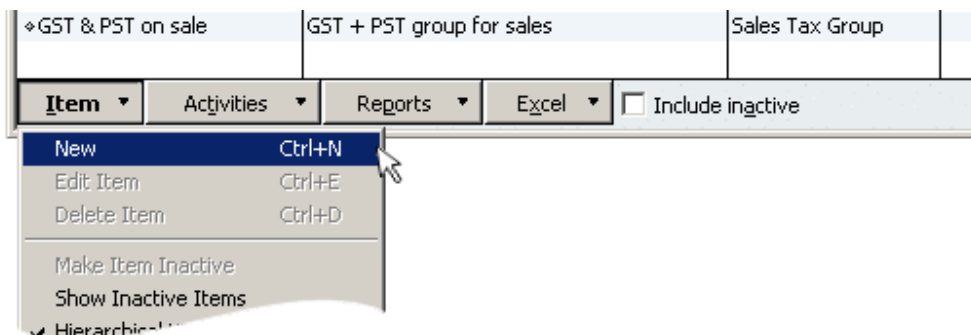 GST & PST on sale GST + PST group for sales Sales Tax Group
Item Activities Reports Excel Include inactive
New Ctrl+N
Edit Item Ctrl+E
Delete Item Ctrl+D
Make Item Inactive
Show Inactive Items
Hierarchical